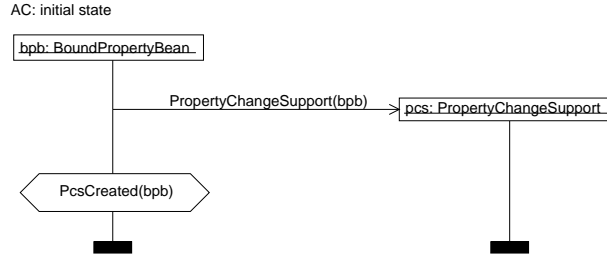 AC: initial state
bpb: BoundPropertyBean
PropertyChangeSupport(bpb)
pcs: PropertyChangeSupport
PcsCreated(bpb)